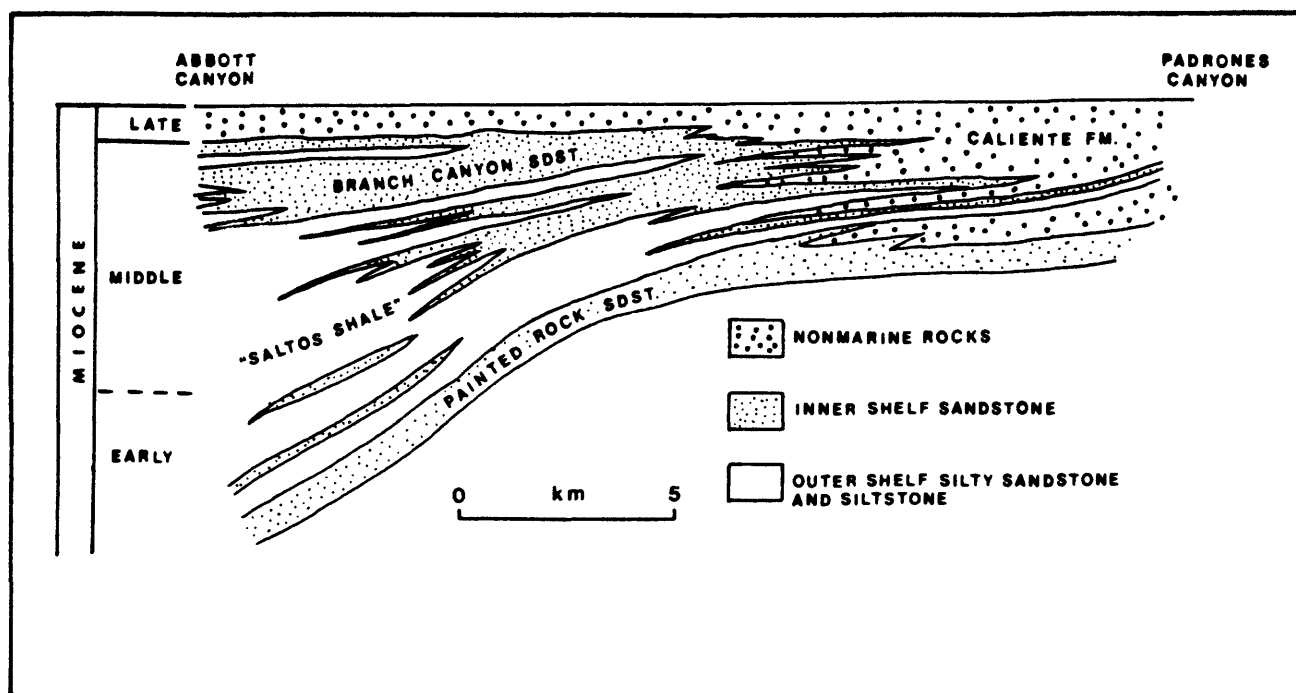 ABBOTT
CANYON
PADRONES
CANYON
LATE
CALIENTE FM.
BRANCH CANYON SDST.
MIOCENE
MIDDLE
"SALTOS SHALE"
PAINTED ROCK SDST.
NONMARINE ROCKS
INNER SHELF SANDSTONE
EARLY
0 km 5
OUTER SHELF SILTY SANDSTONE
AND SILTSTONE